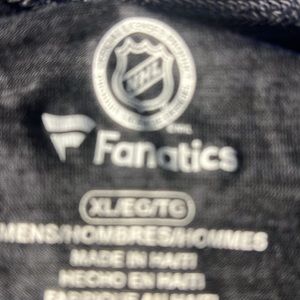 NHL
Fanatics
XL/EG/TG
MENS/HOMBRES/HOMMES
MADE IN HAITI
HECHO EN HAITI